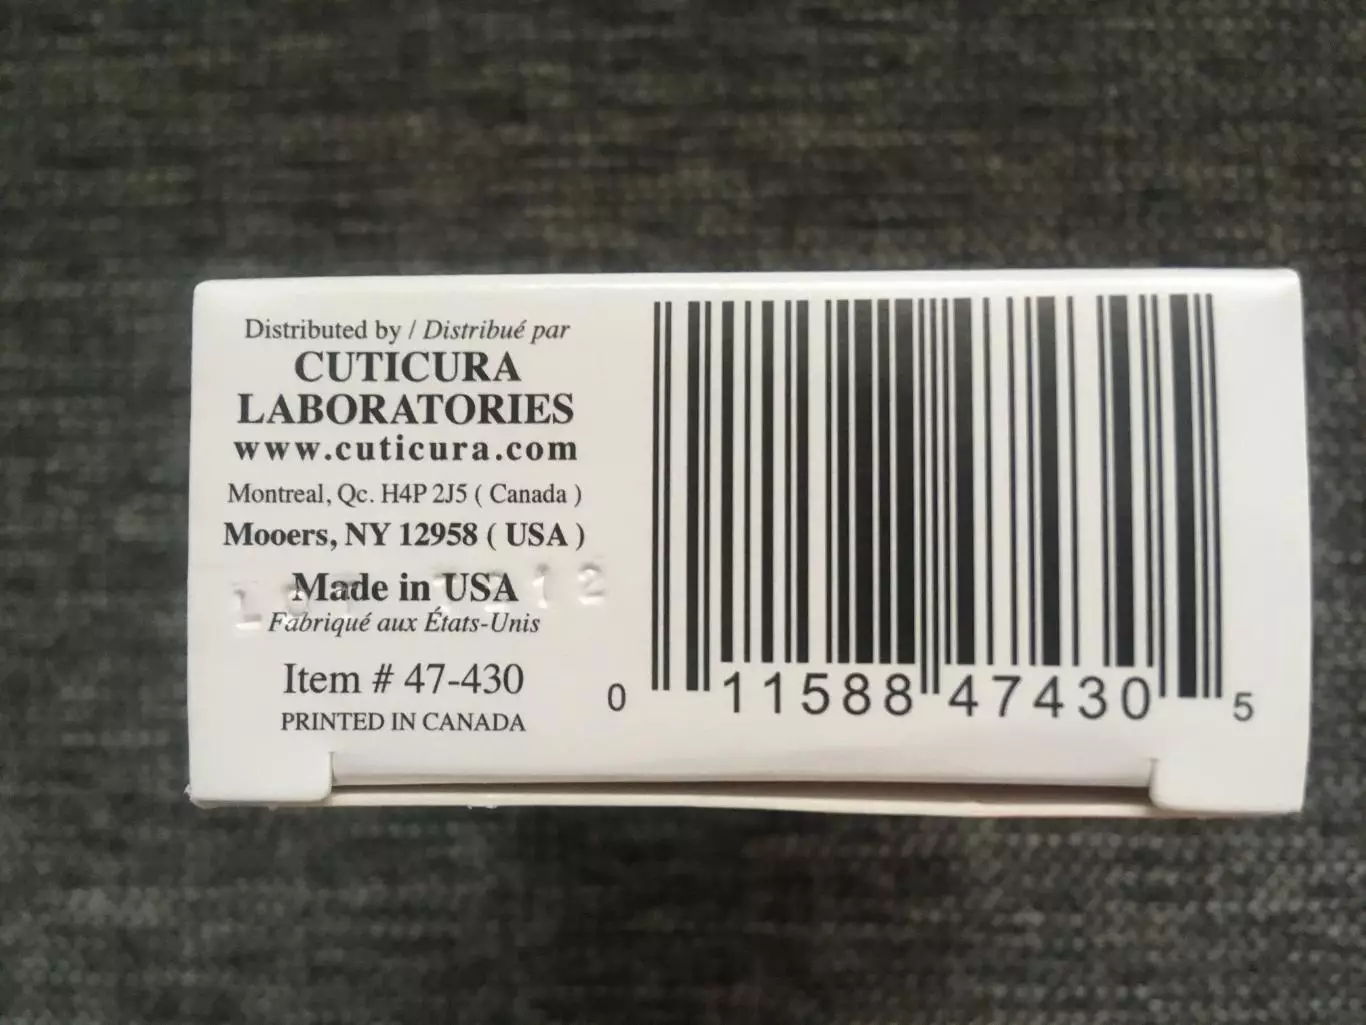 Distributed by / Distribué par
CUTICURA
LABORATORIES
www.cuticura.com
Montreal, Qc. H4P 2J5 ( Canada )
Mooers, NY 12958 ( USA )
Made in USA
Fabriqué aux États-Unis
Item # 47-430
PRINTED IN CANADA
0 11588 47430 5